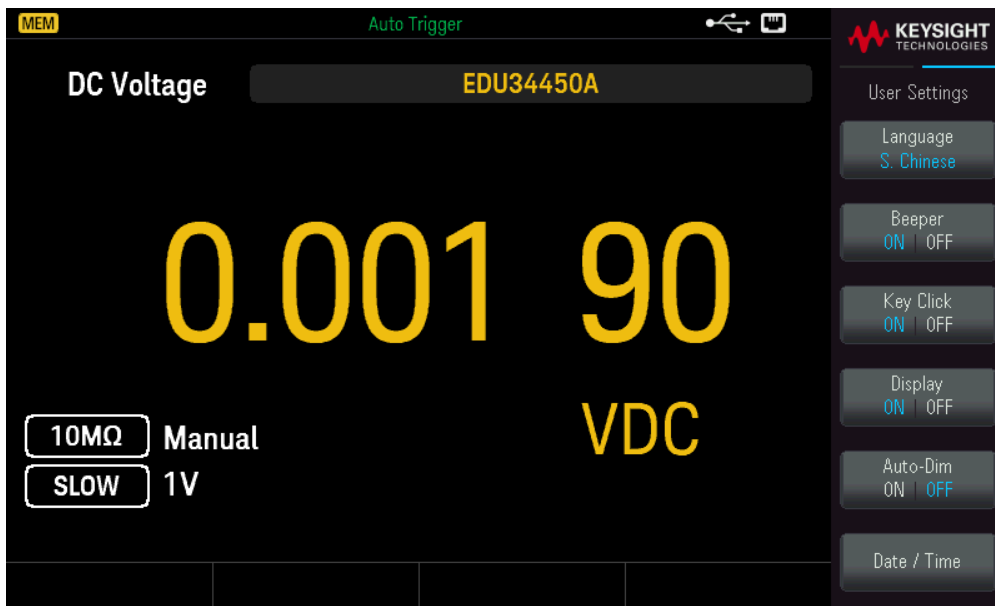 MEM
Auto Trigger
KEYSIGHT
TECHNOLOGIES
DC Voltage
EDU34450A
0.001 90
VDC
10MΩ Manual
SLOW 1V
User Settings
Language
S. Chinese
Beeper
ON | OFF
Key Click
ON | OFF
Display
ON | OFF
Auto-Dim
ON | OFF
Date / Time